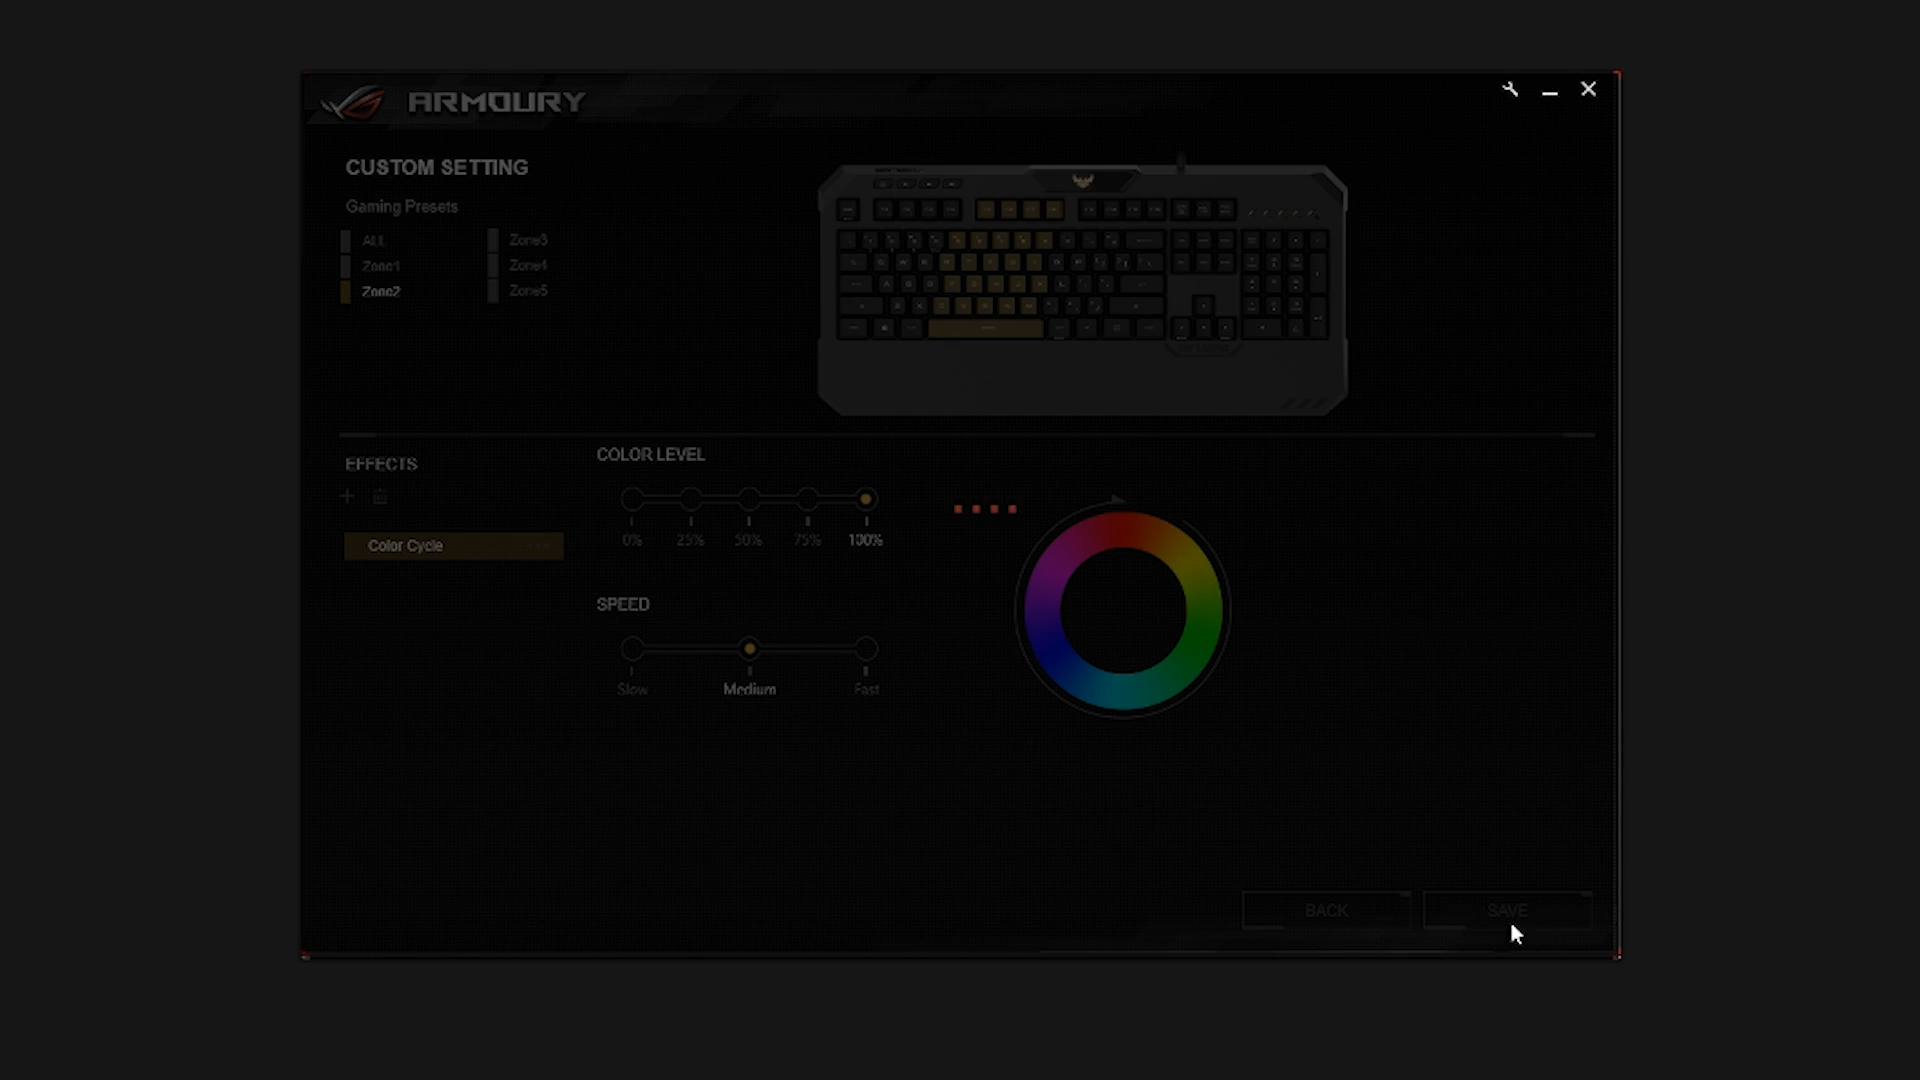 ARMOURY
CUSTOM SETTING
Gaming Presets
ALL
Zone1
Zone2
Zone3
Zone4
Zone5
EFFECTS
Color Cycle
COLOR LEVEL
0% 25% 50% 75% 100%
SPEED
Slow Medium Fast
BACK SAVE